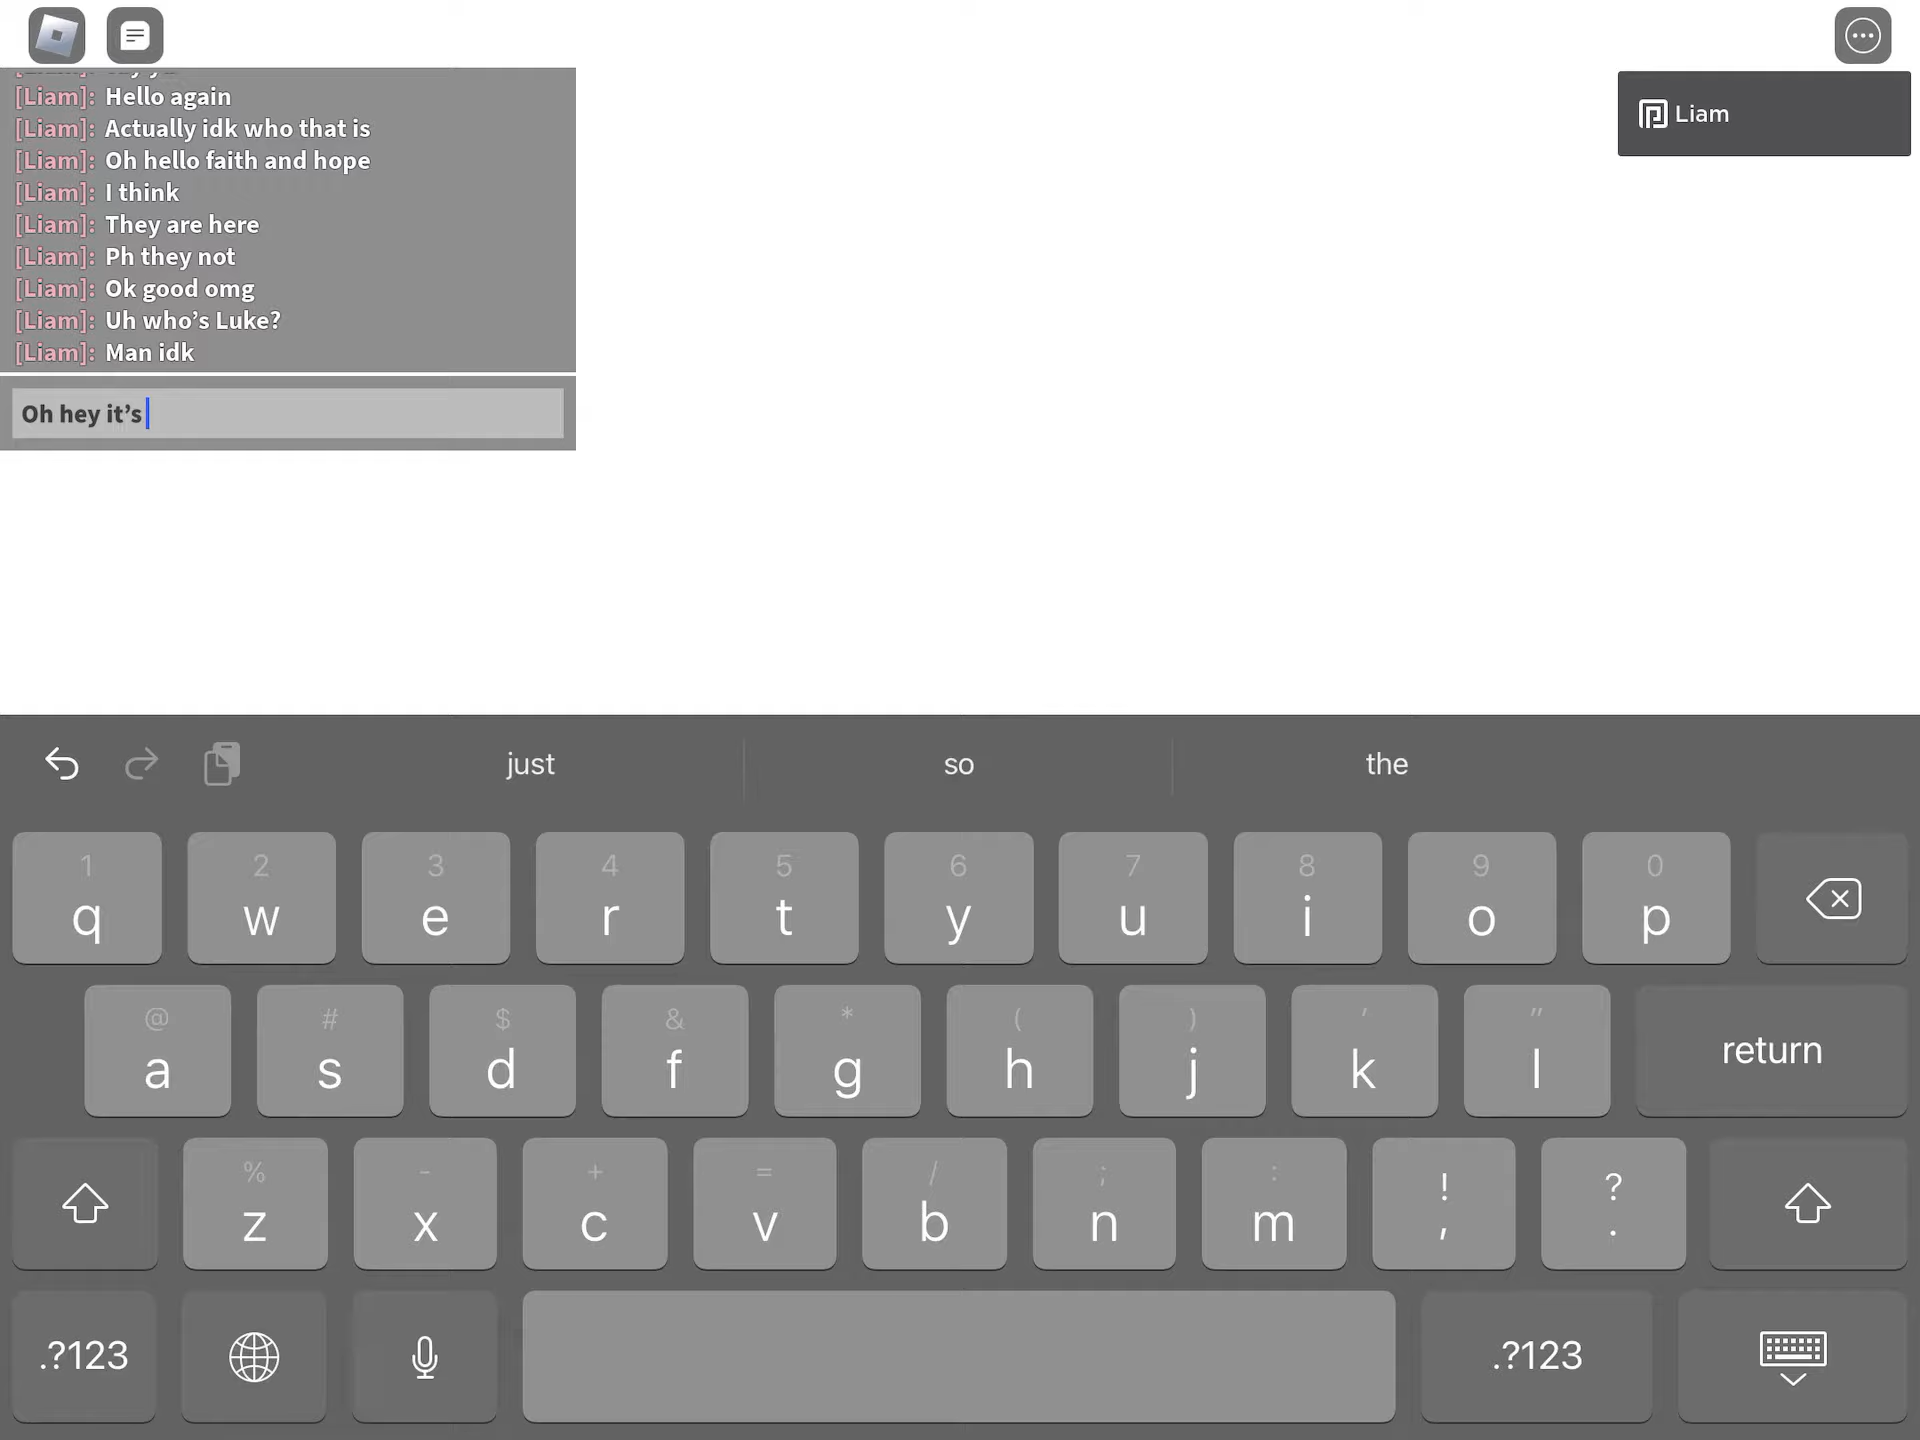 [Liam]: Hello again
[Liam]: Actually idk who that is
[Liam]: Oh hello faith and hope
[Liam]: I think
[Liam]: They are here
[Liam]: Ph they not
[Liam]: Ok good omg
[Liam]: Uh who’s Luke?
[Liam]: Man idk
Oh hey it’s
Liam
just so the
1 2 3 4 5 6 7 8 9 0
q w e r t y u i o p
@ # $ & * ( ) ' "
a s d f g h j k l return
% - + = / ; : ! ?
z x c v b n m , .
.?123 .?123